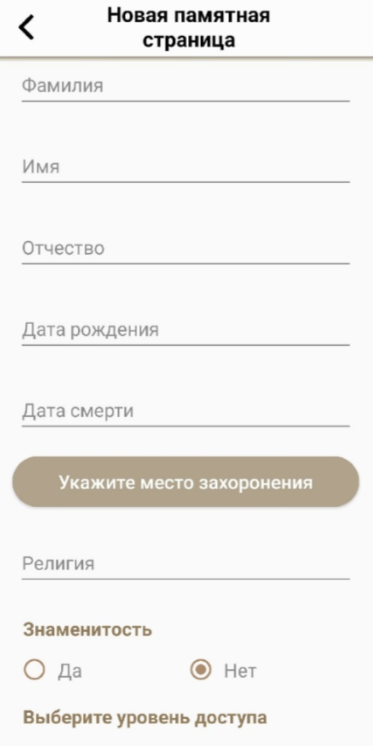 Новая памятная
страница
Фамилия
Имя
Отчество
Дата рождения
Дата смерти
Укажите место захоронения
Религия
Знаменитость
Да
Нет
Выберите уровень доступа